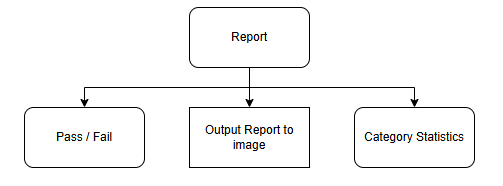 Report
Pass / Fail
Output Report to
image
Category Statistics